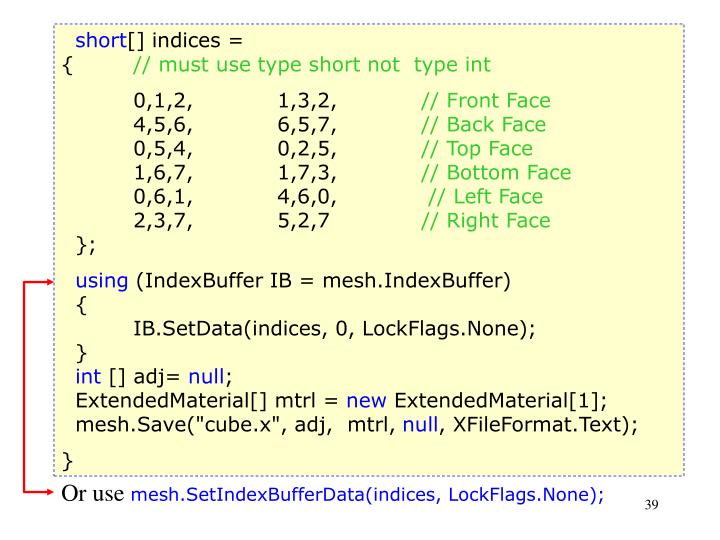 short[] indices =
{ // must use type short not type int
0,1,2, 1,3,2, // Front Face
4,5,6, 6,5,7, // Back Face
0,5,4, 0,2,5, // Top Face
1,6,7, 1,7,3, // Bottom Face
0,6,1, 4,6,0, // Left Face
2,3,7, 5,2,7 // Right Face
};
using (IndexBuffer IB = mesh.IndexBuffer)
{
IB.SetData(indices, 0, LockFlags.None);
}
int [] adj= null;
ExtendedMaterial[] mtrl = new ExtendedMaterial[1];
mesh.Save("cube.x", adj, mtrl, null, XFileFormat.Text);
}
Or use mesh.SetIndexBufferData(indices, LockFlags.None);
39